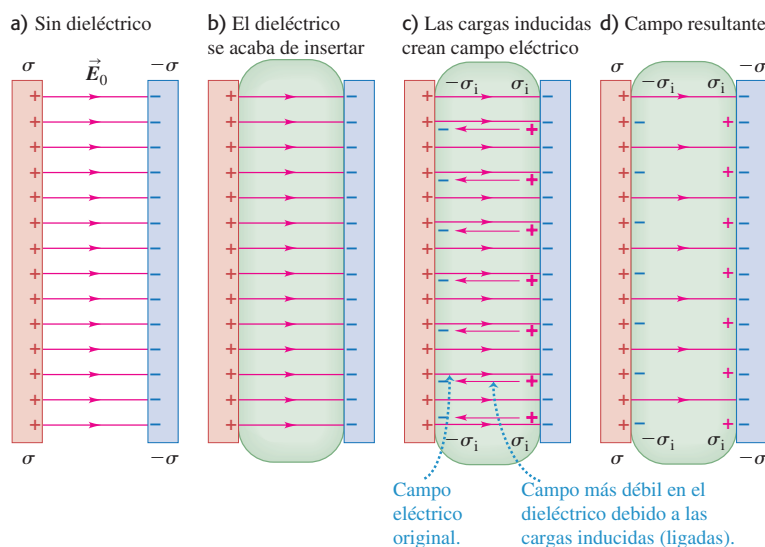 a) Sin dieléctrico
σ
−σ
E⃗₀
b) El dieléctrico
se acaba de insertar
c) Las cargas inducidas
crean campo eléctrico
−σᵢ
σᵢ
−σᵢ
σᵢ
d) Campo resultante
σ
−σ
−σᵢ
σᵢ
−σᵢ
σᵢ
σ
−σ
σ
−σ
Campo
eléctrico
original.
Campo más débil en el
dieléctrico debido a las
cargas inducidas (ligadas).